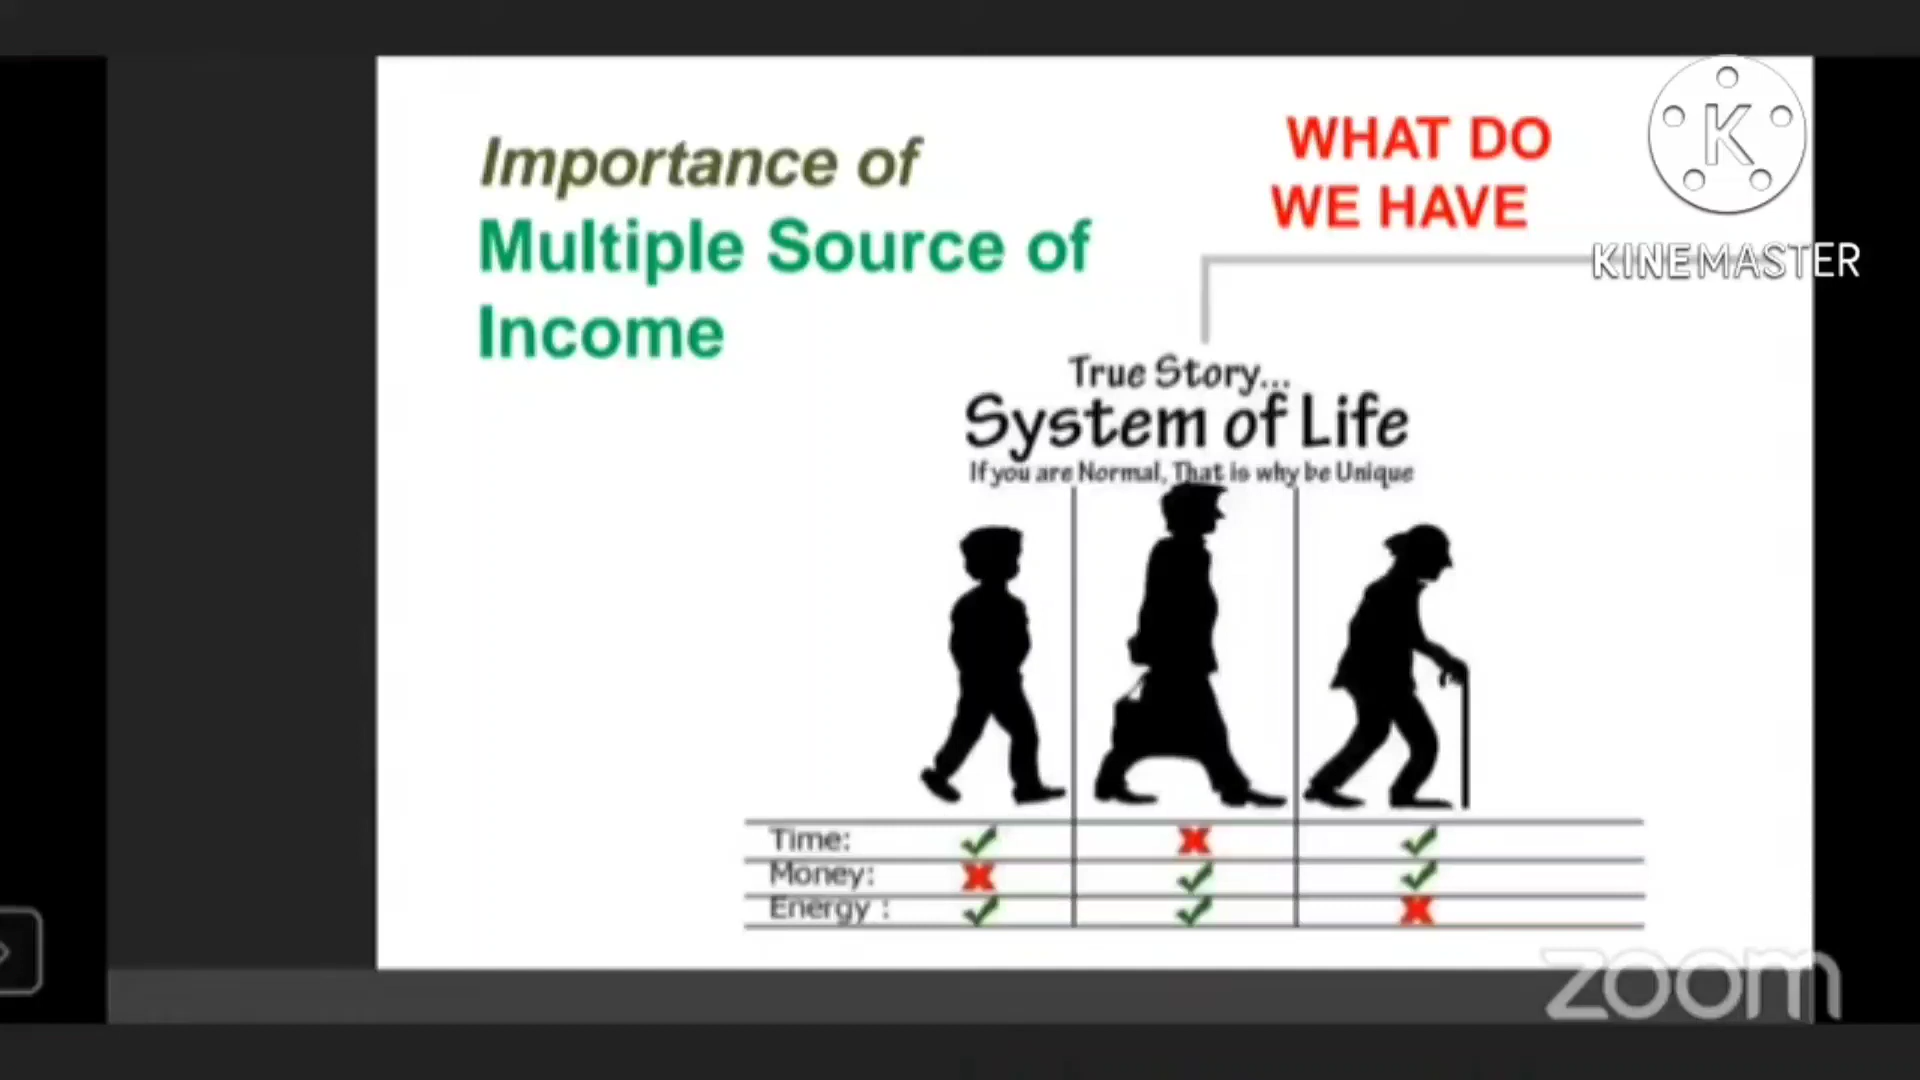 Importance of
Multiple Source of
Income
WHAT DO
WE HAVE
K
KINEMASTER
True Story...
System of Life
If you are Normal, That is why be Unique
Time:
Money:
Energy :
zoom